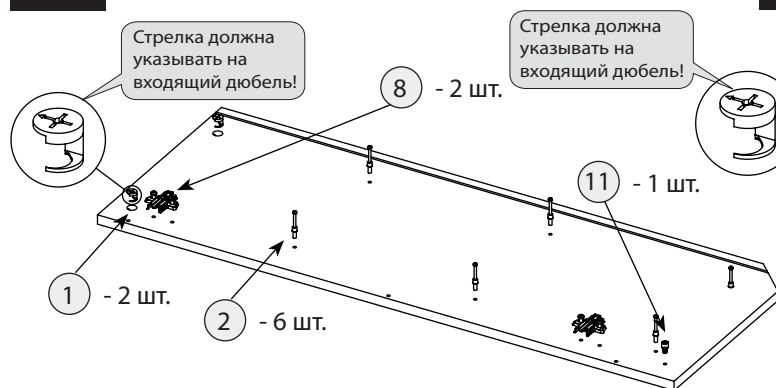 Стрелка должна
указывать на
входящий дюбель!
Стрелка должна
указывать на
входящий дюбель!
8 - 2 шт.
11 - 1 шт.
1 - 2 шт.
2 - 6 шт.